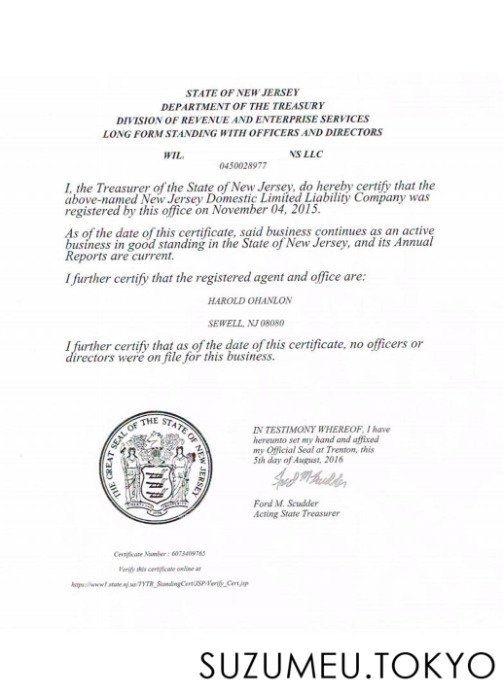 STATE OF NEW JERSEY
DEPARTMENT OF THE TREASURY
DIVISION OF REVENUE AND ENTERPRISE SERVICES
LONG FORM STANDING WITH OFFICERS AND DIRECTORS
WIL. NS LLC
0450028977
I, the Treasurer of the State of New Jersey, do hereby certify that the
above-named New Jersey Domestic Limited Liability Company was
registered by this office on November 04, 2015.
As of the date of this certificate, said business continues as an active
business in good standing in the State of New Jersey, and its Annual
Reports are current.
I further certify that the registered agent and office are:
HAROLD OHANLON
SEWELL, NJ 08080
I further certify that as of the date of this certificate, no officers or
directors were on file for this business.
THE GREAT SEAL OF THE STATE OF NEW JERSEY
IN TESTIMONY WHEREOF, I have
hereunto set my hand and affixed
my Official Seal at Trenton, this
5th day of August, 2016
Ford M. Scudder
Ford M. Scudder
Acting State Treasurer
Certificate Number : 6073409765
Verify this certificate online at
https://www1.state.nj.us/TYTR_StandingCert/JSP/Verify_Cert.jsp
SUZUMEU.TOKYO